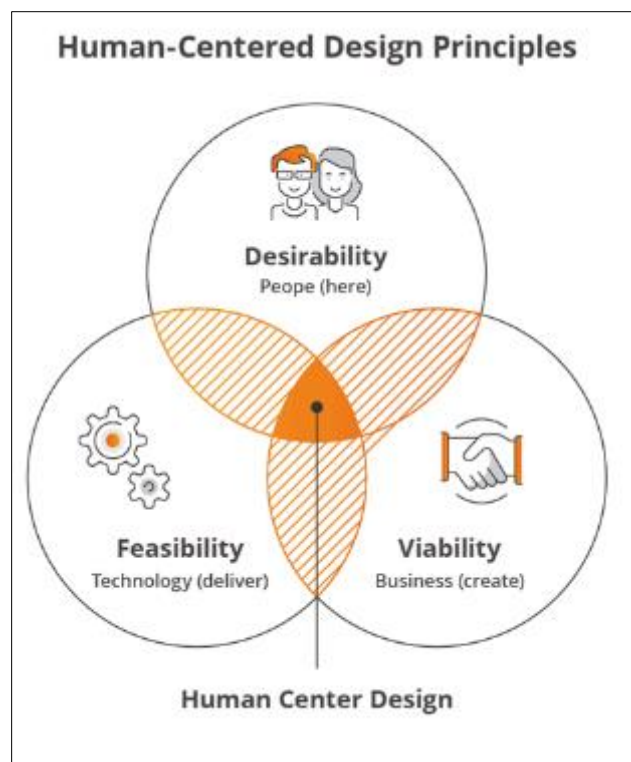 Human-Centered Design Principles
Desirability
Peope (here)
Feasibility
Technology (deliver)
Viability
Business (create)
Human Center Design